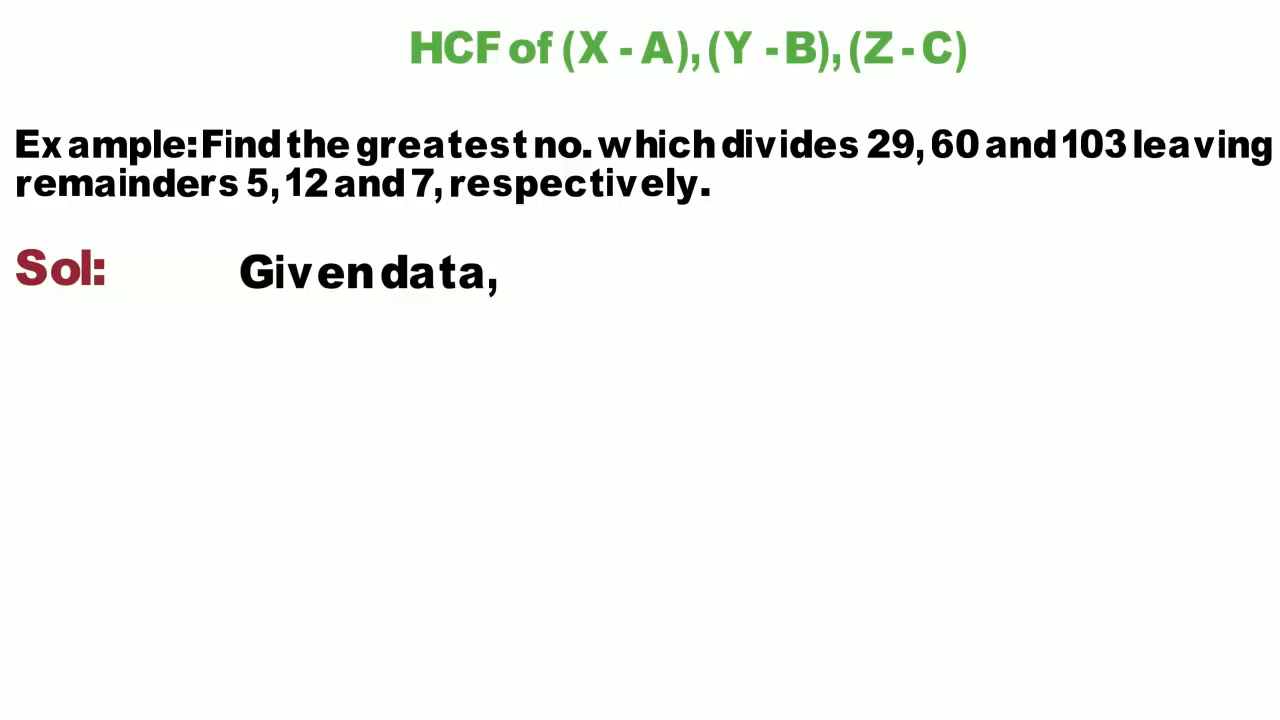 HCF of (X - A), (Y - B), (Z - C)
Example: Find the greatest no. which divides 29, 60 and 103 leaving
remainders 5, 12 and 7, respectively.
Sol: Given data,